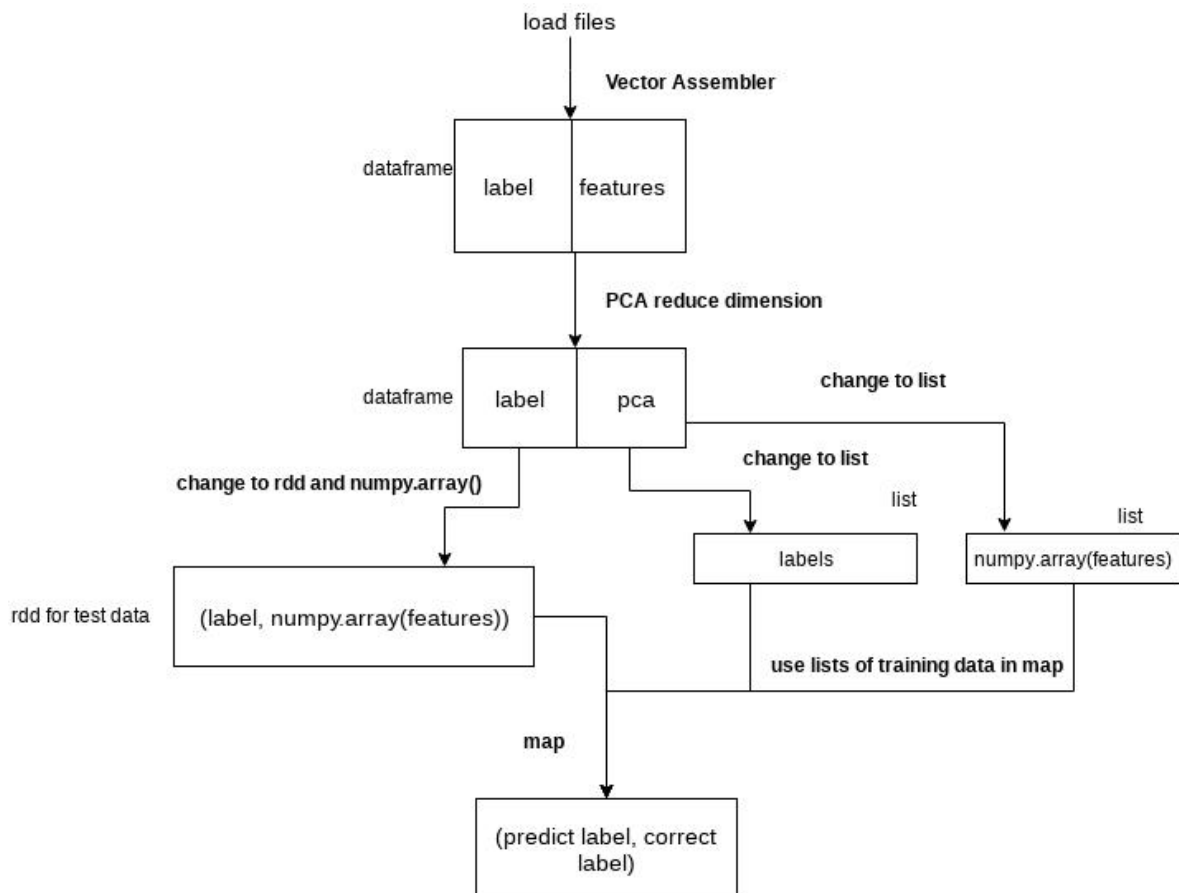 load files
Vector Assembler
dataframe
label
features
PCA reduce dimension
dataframe
label
pca
change to list
change to list
change to rdd and numpy.array()
list
list
labels
numpy.array(features)
rdd for test data
(label, numpy.array(features))
use lists of training data in map
map
(predict label, correct
label)